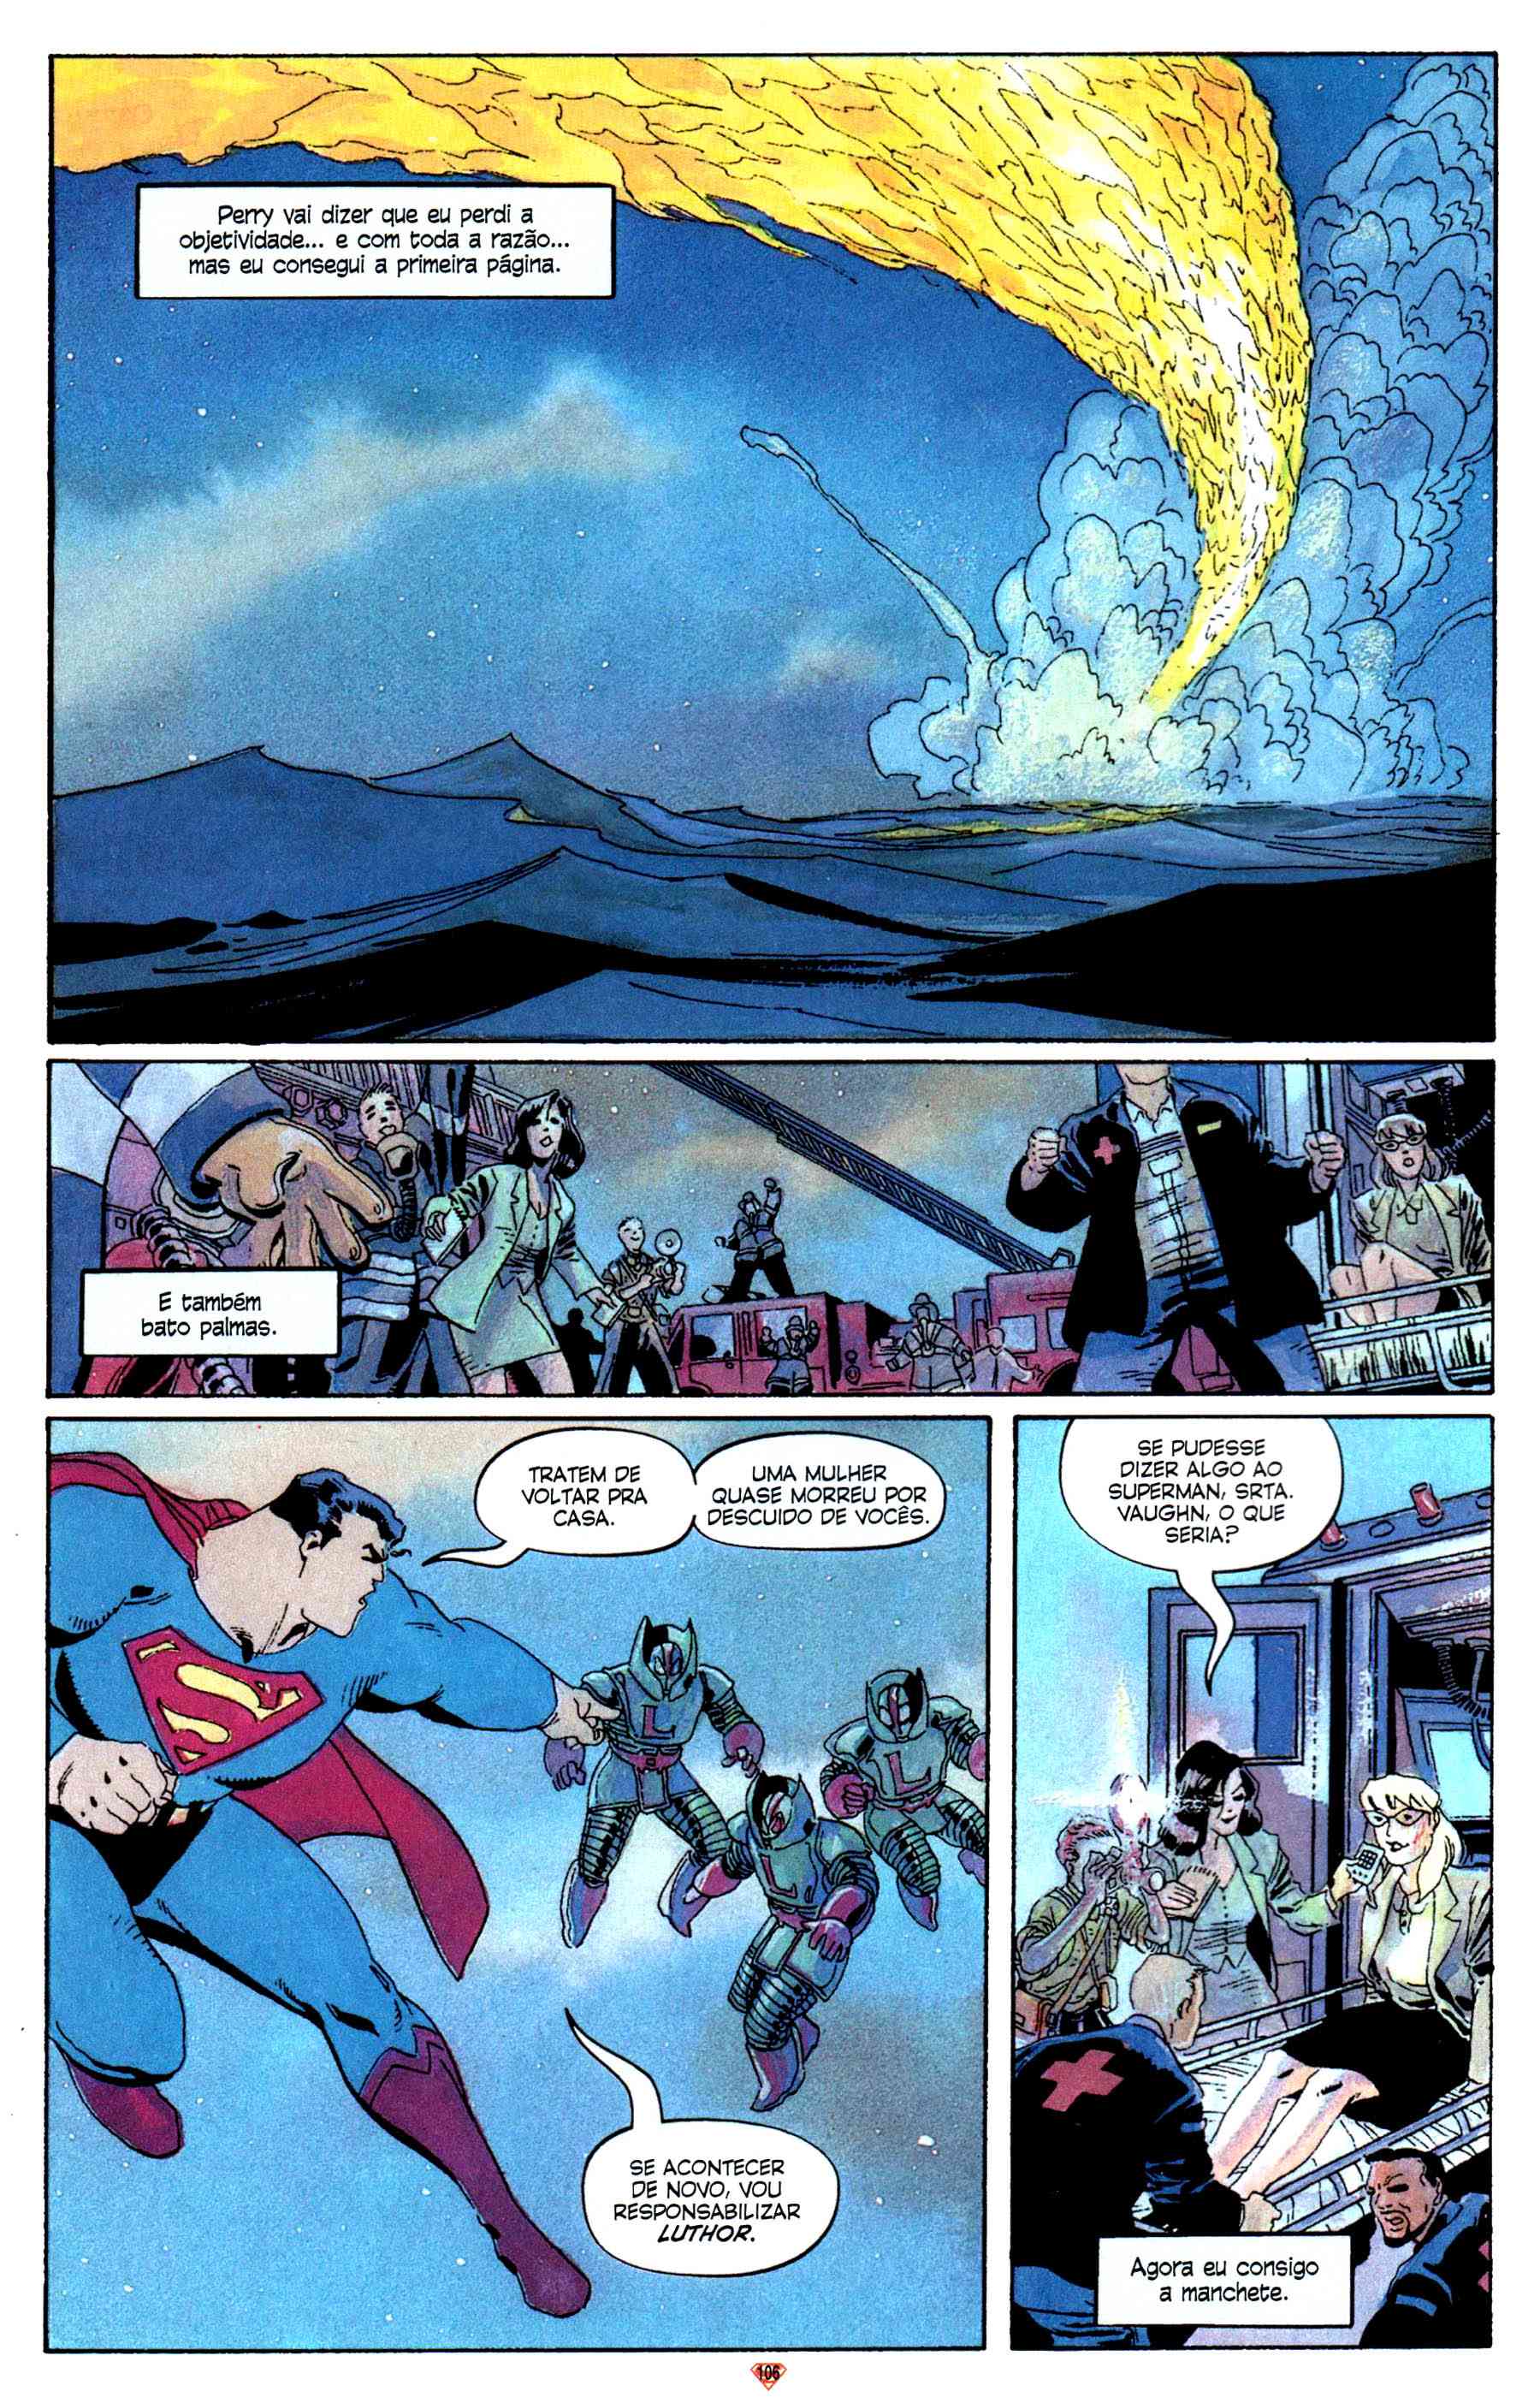 Perry vai dizer que eu perdi a
objetividade... e com toda a razão...
mas eu consegui a primeira página.
E também
bato palmas.
TRATEM DE
VOLTAR PRA
CASA.
UMA MULHER
QUASE MORREU POR
DESCUIDO DE VOCÊS.
L
L
L
SE ACONTECER
DE NOVO, VOU
RESPONSABILIZAR
LUTHOR.
SE PUDESSE
DIZER ALGO AO
SUPERMAN, SRTA.
VAUGHN, O QUE
SERIA?
Agora eu consigo
a manchete.
106